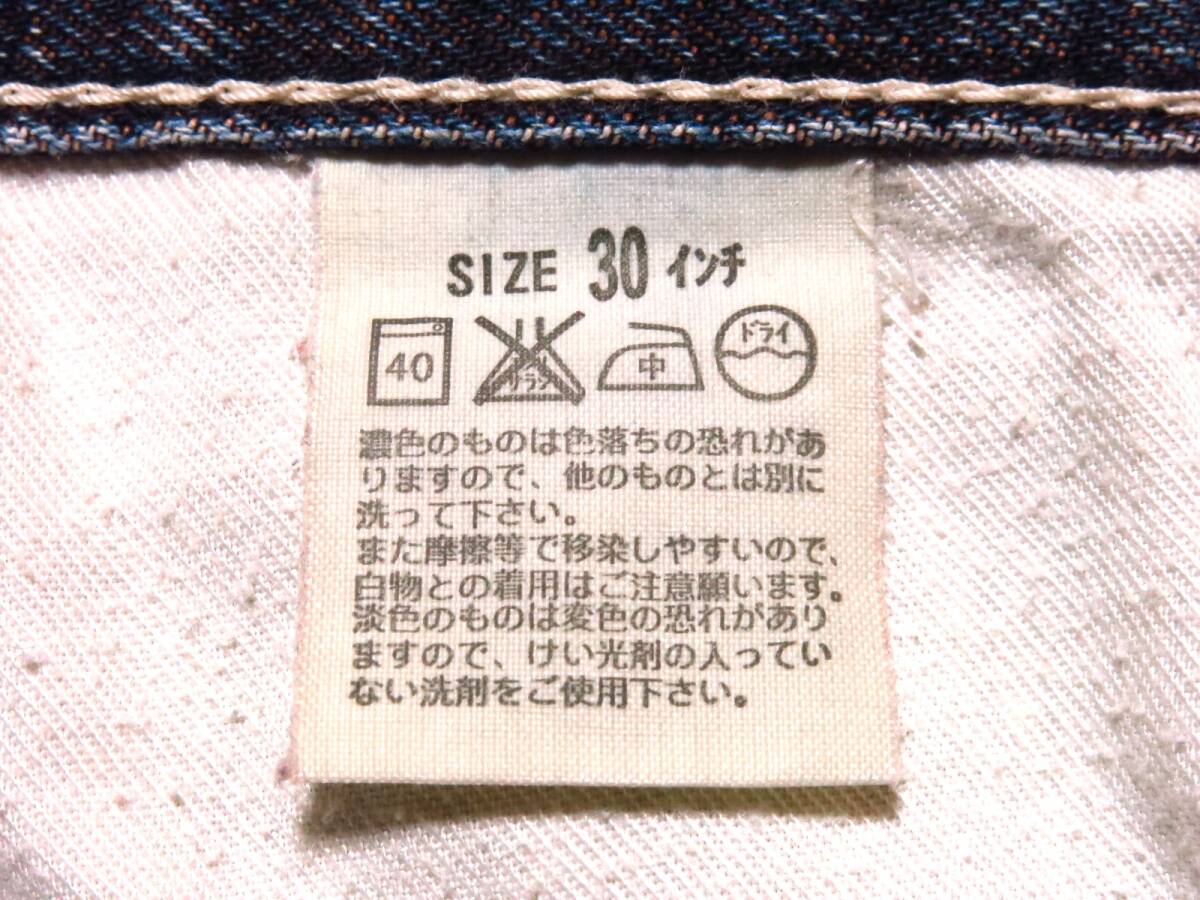 SIZE 30 インチ
40 サラシ 中 ドライ
濃色のものは色落ちの恐れがあ
りますので、他のものとは別に
洗って下さい。
また摩擦等で移染しやすいので、
白物との着用はご注意願います。
淡色のものは変色の恐れがあり
ますので、けい光剤の入ってい
ない洗剤をご使用下さい。